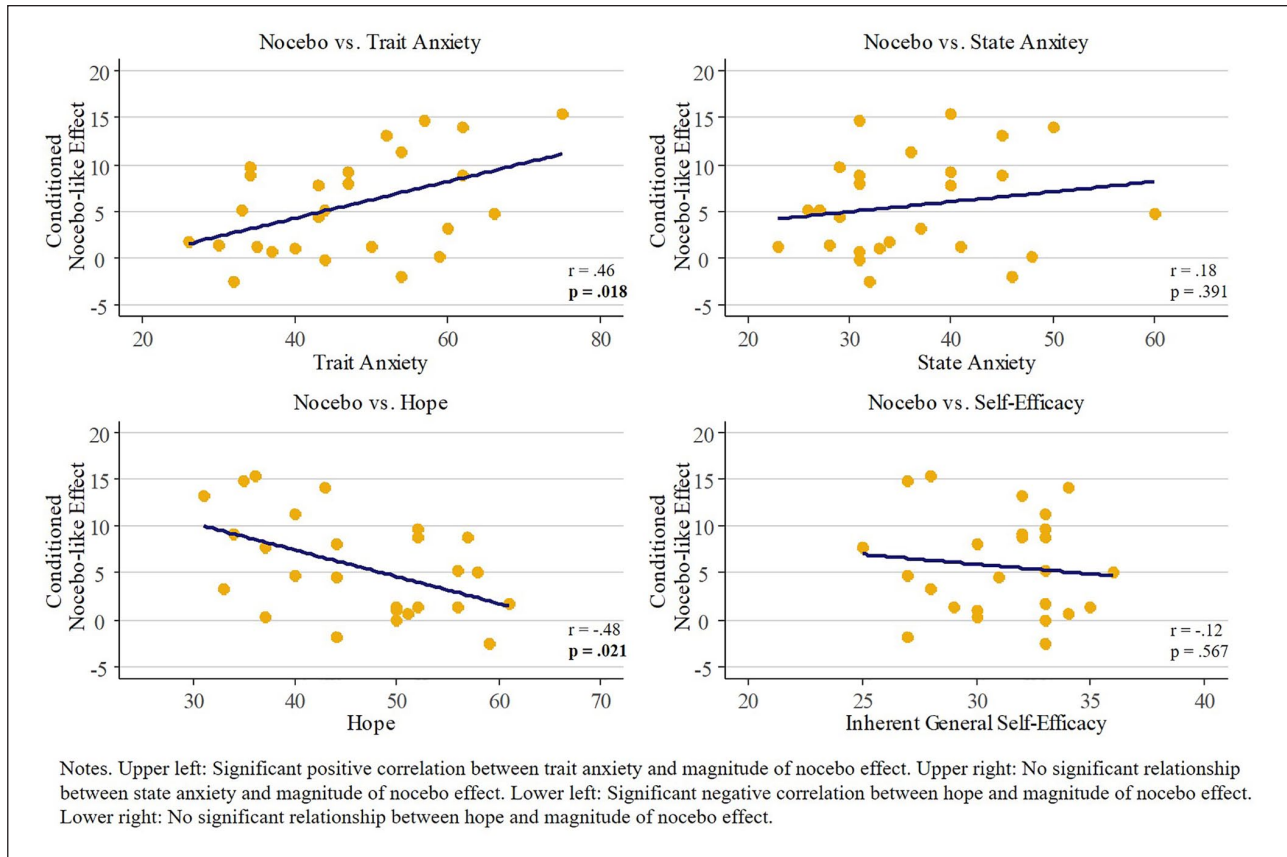 Nocebo vs. Trait Anxiety
Conditioned
Nocebo-like Effect
20
15
10
5
0
-5
r = .46
p = .018
20
40
60
80
Trait Anxiety
Nocebo vs. State Anxitey
Conditioned
Nocebo-like Effect
20
15
10
5
0
-5
r = .18
p = .391
20
30
40
50
60
State Anxiety
Nocebo vs. Hope
Conditioned
Nocebo-like Effect
20
15
10
5
0
-5
r = -.48
p = .021
30
40
50
60
70
Hope
Nocebo vs. Self-Efficacy
Conditioned
Nocebo-like Effect
20
15
10
5
0
-5
r = -.12
p = .567
20
25
30
35
40
Inherent General Self-Efficacy
Notes. Upper left: Significant positive correlation between trait anxiety and magnitude of nocebo effect. Upper right: No significant relationship
between state anxiety and magnitude of nocebo effect. Lower left: Significant negative correlation between hope and magnitude of nocebo effect.
Lower right: No significant relationship between hope and magnitude of nocebo effect.